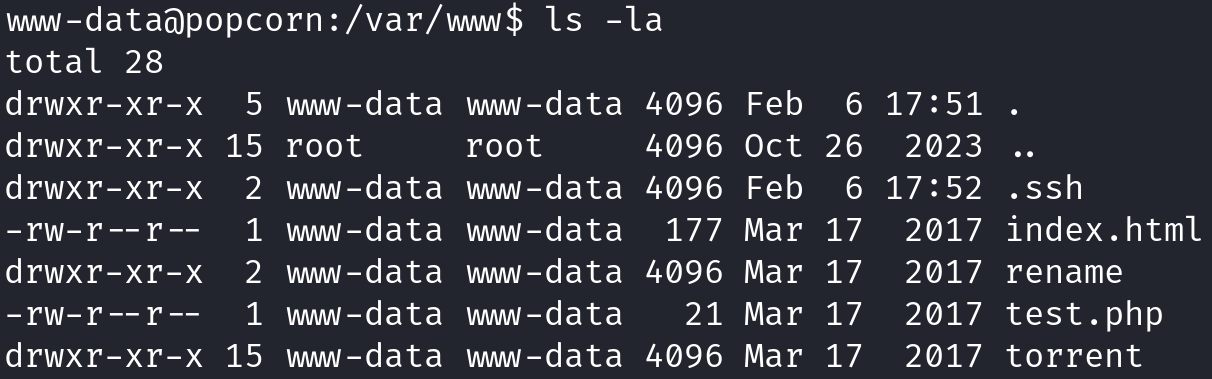 www-data@popcorn:/var/www$ ls -la
total 28
drwxr-xr-x  5 www-data www-data 4096 Feb  6 17:51 .
drwxr-xr-x 15 root     root     4096 Oct 26  2023 ..
drwxr-xr-x  2 www-data www-data 4096 Feb  6 17:52 .ssh
-rw-r--r--  1 www-data www-data  177 Mar 17  2017 index.html
drwxr-xr-x  2 www-data www-data 4096 Mar 17  2017 rename
-rw-r--r--  1 www-data www-data   21 Mar 17  2017 test.php
drwxr-xr-x 15 www-data www-data 4096 Mar 17  2017 torrent